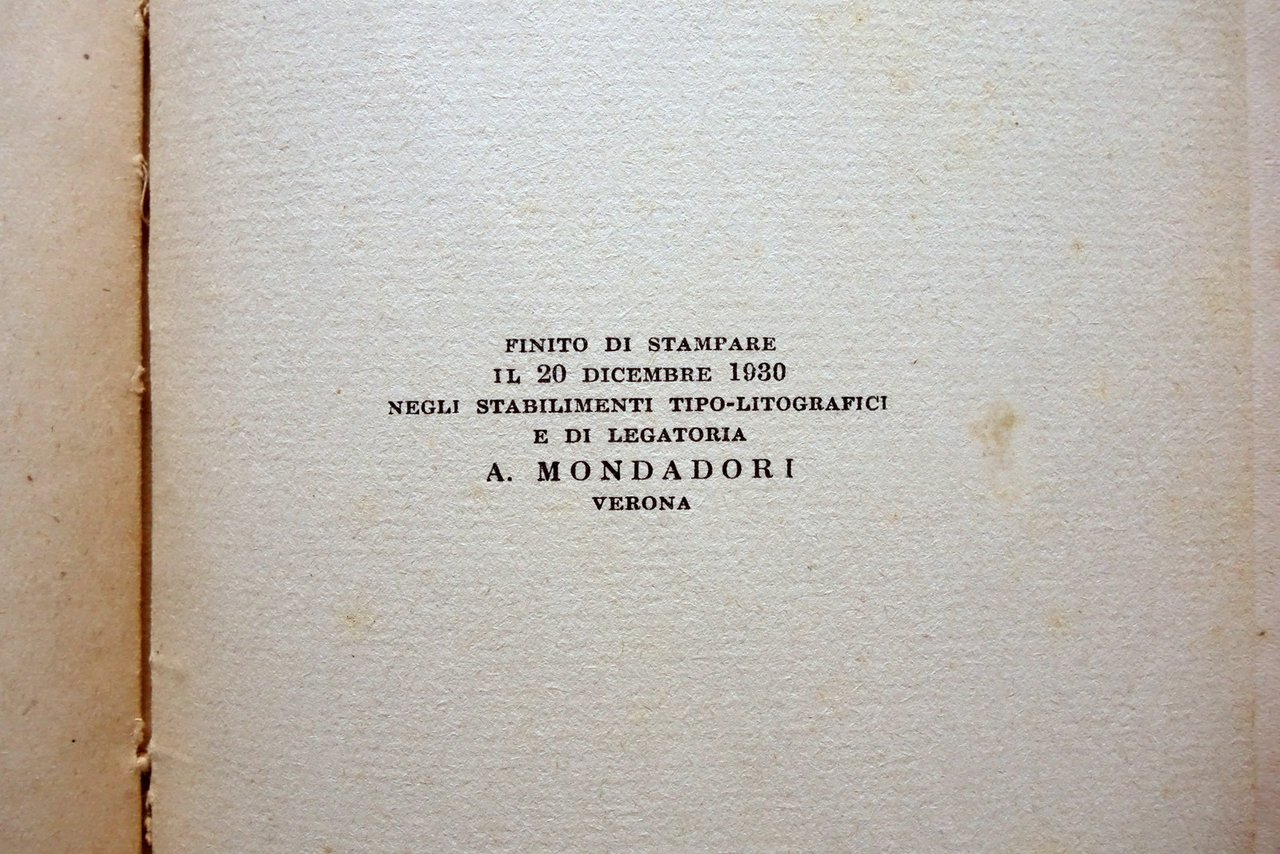 FINITO DI STAMPARE
IL 20 DICEMBRE 1930
NEGLI STABILIMENTI TIPO-LITOGRAFICI
E DI LEGATORIA
A. MONDADORI
VERONA